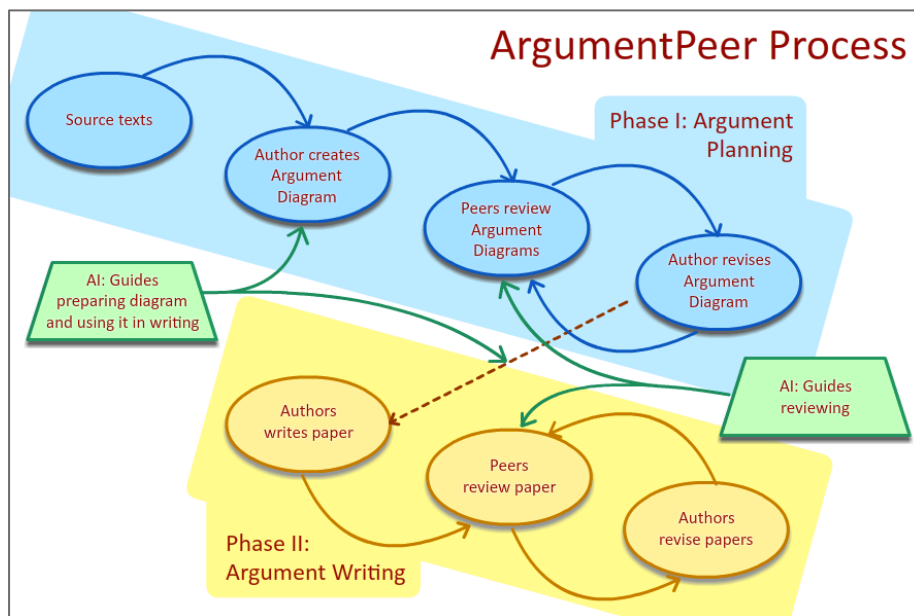 ArgumentPeer Process
Source texts
Phase I: Argument
Planning
Author creates
Argument
Diagram
Peers review
Argument
Diagrams
Author revises
Argument
Diagram
AI: Guides
preparing diagram
and using it in writing
AI: Guides
reviewing
Authors
writes paper
Peers
review paper
Authors
revise papers
Phase II:
Argument Writing